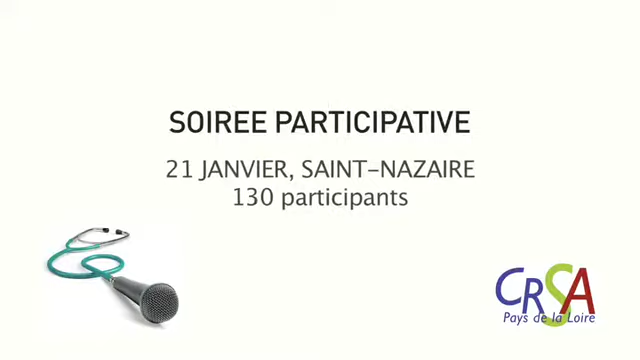 SOIREE PARTICIPATIVE
21 JANVIER, SAINT-NAZAIRE
130 participants
CRSA
Pays de la Loire